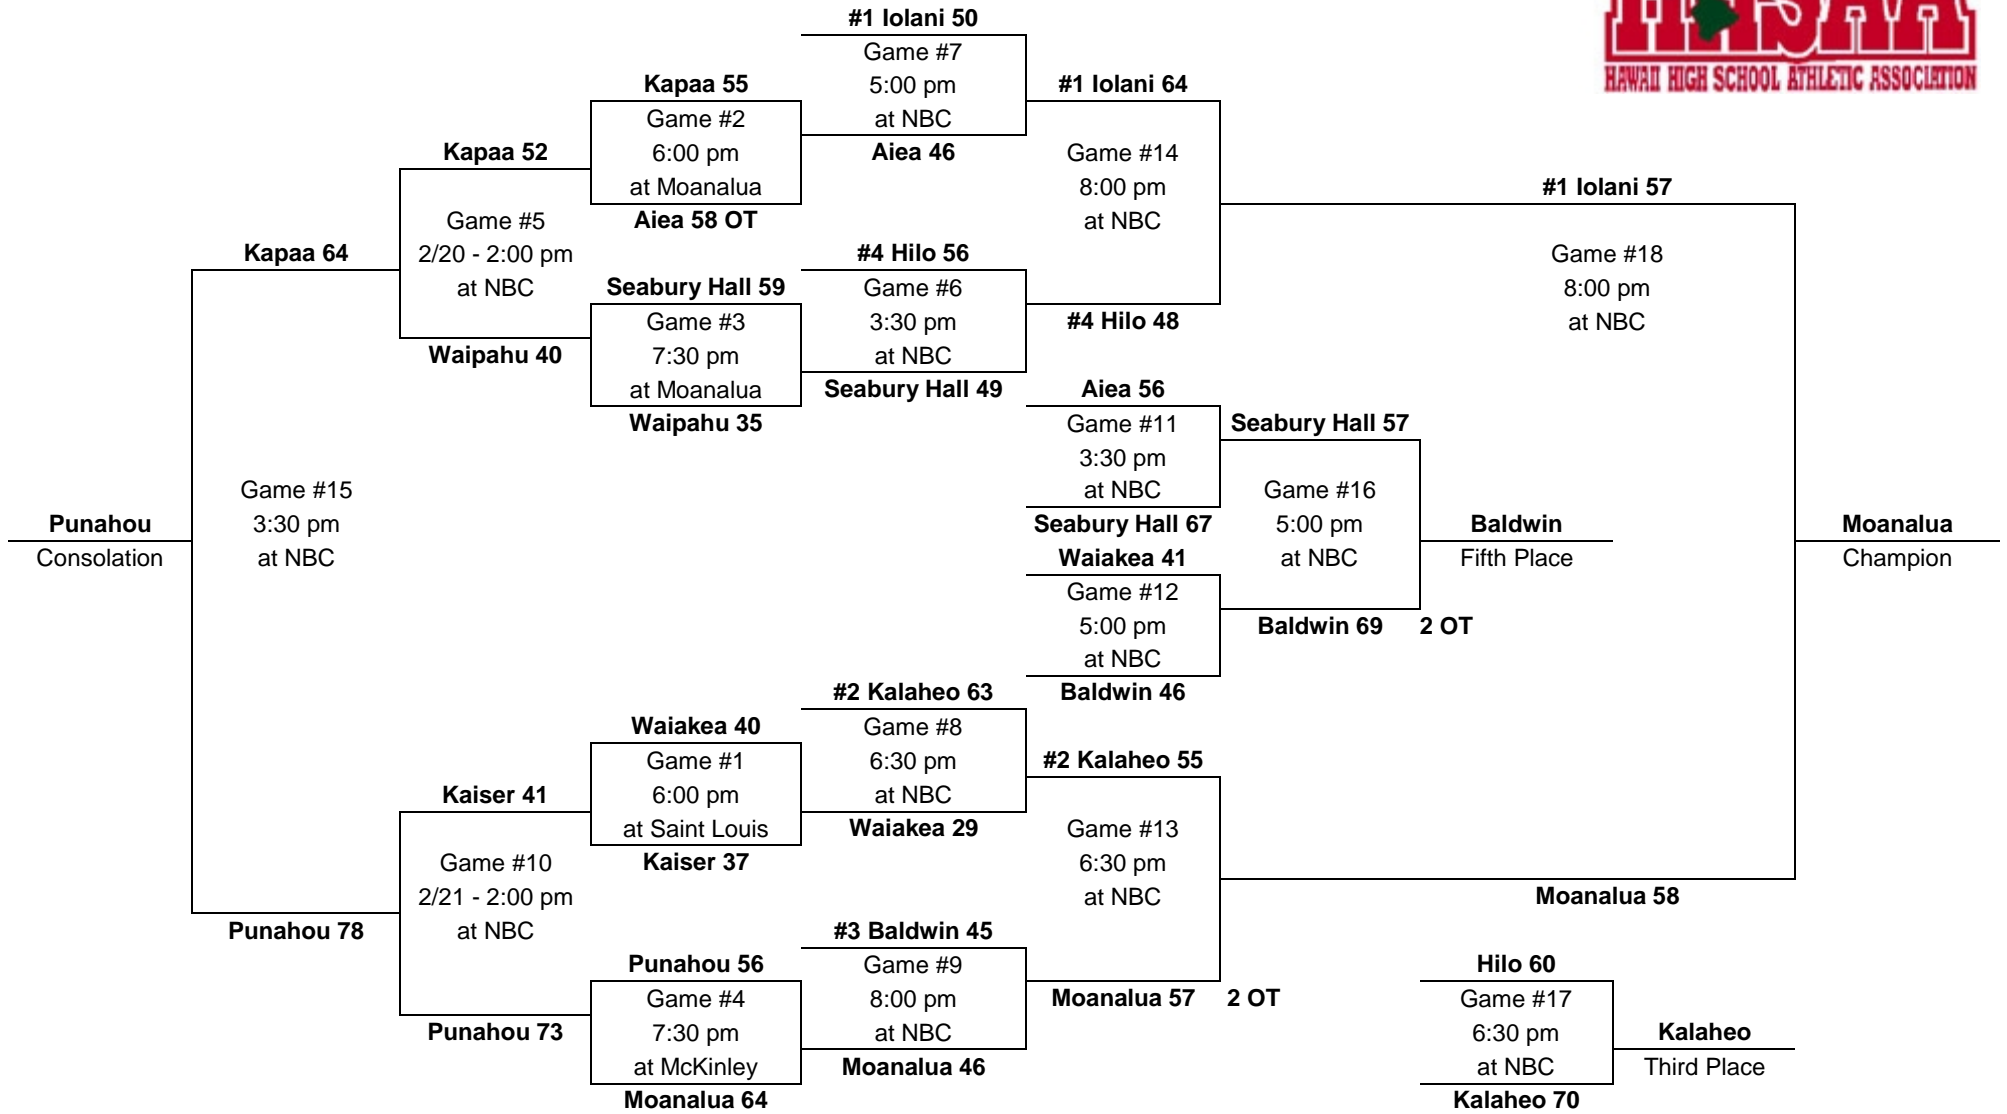 HAWAII HIGH SCHOOL ATHLETIC ASSOCIATION
#1 Iolani 50
Game #7
5:00 pm
at NBC
Aiea 46
Kapaa 55
Game #2
6:00 pm
at Moanalua
Aiea 58 OT
#1 Iolani 64
Game #14
8:00 pm
at NBC
#4 Hilo 48
Kapaa 52
Game #5
2/20 - 2:00 pm
at NBC
Waipahu 40
#1 Iolani 57
Game #18
8:00 pm
at NBC
Moanalua 58
Kapaa 64
Game #15
3:30 pm
at NBC
Punahou 78
#4 Hilo 56
Game #6
3:30 pm
at NBC
Seabury Hall 49
Seabury Hall 59
Game #3
7:30 pm
at Moanalua
Waipahu 35
Aiea 56
Game #11
3:30 pm
at NBC
Seabury Hall 67
Seabury Hall 57
Game #16
5:00 pm
at NBC
Baldwin 69 2 OT
Punahou
Consolation
Baldwin
Fifth Place
Moanalua
Champion
Waiakea 41
Game #12
5:00 pm
at NBC
Baldwin 46
#2 Kalaheo 63
Game #8
6:30 pm
at NBC
Waiakea 29
Waiakea 40
Game #1
6:00 pm
at Saint Louis
Kaiser 37
#2 Kalaheo 55
Game #13
6:30 pm
at NBC
Moanalua 57 2 OT
Kaiser 41
Game #10
2/21 - 2:00 pm
at NBC
Punahou 73
#3 Baldwin 45
Game #9
8:00 pm
at NBC
Moanalua 46
Punahou 56
Game #4
7:30 pm
at McKinley
Moanalua 64
Hilo 60
Game #17
6:30 pm
at NBC
Kalaheo 70
Kalaheo
Third Place